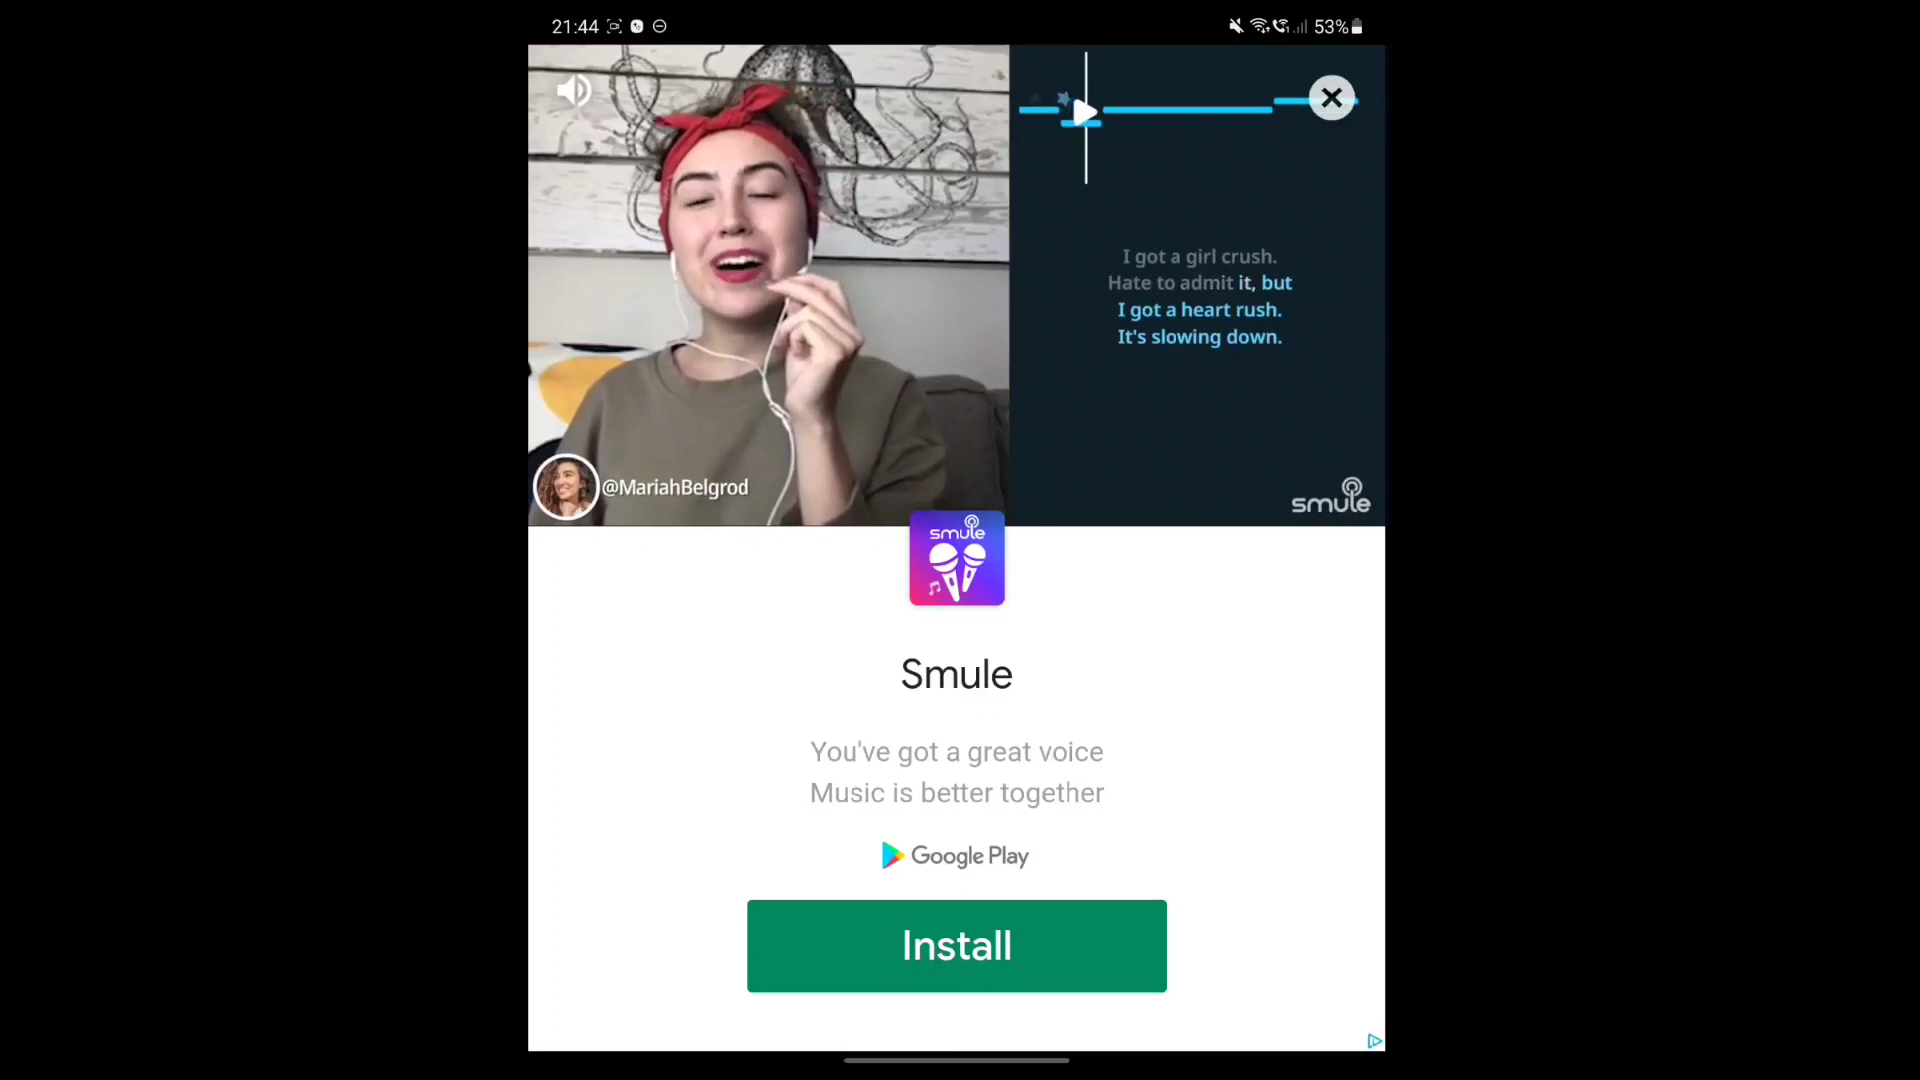 21:44
53%
I got a girl crush.
Hate to admit it, but
I got a heart rush.
It's slowing down.
@MariahBelgrod
smule
smule
Smule
You've got a great voice
Music is better together
Google Play
Install